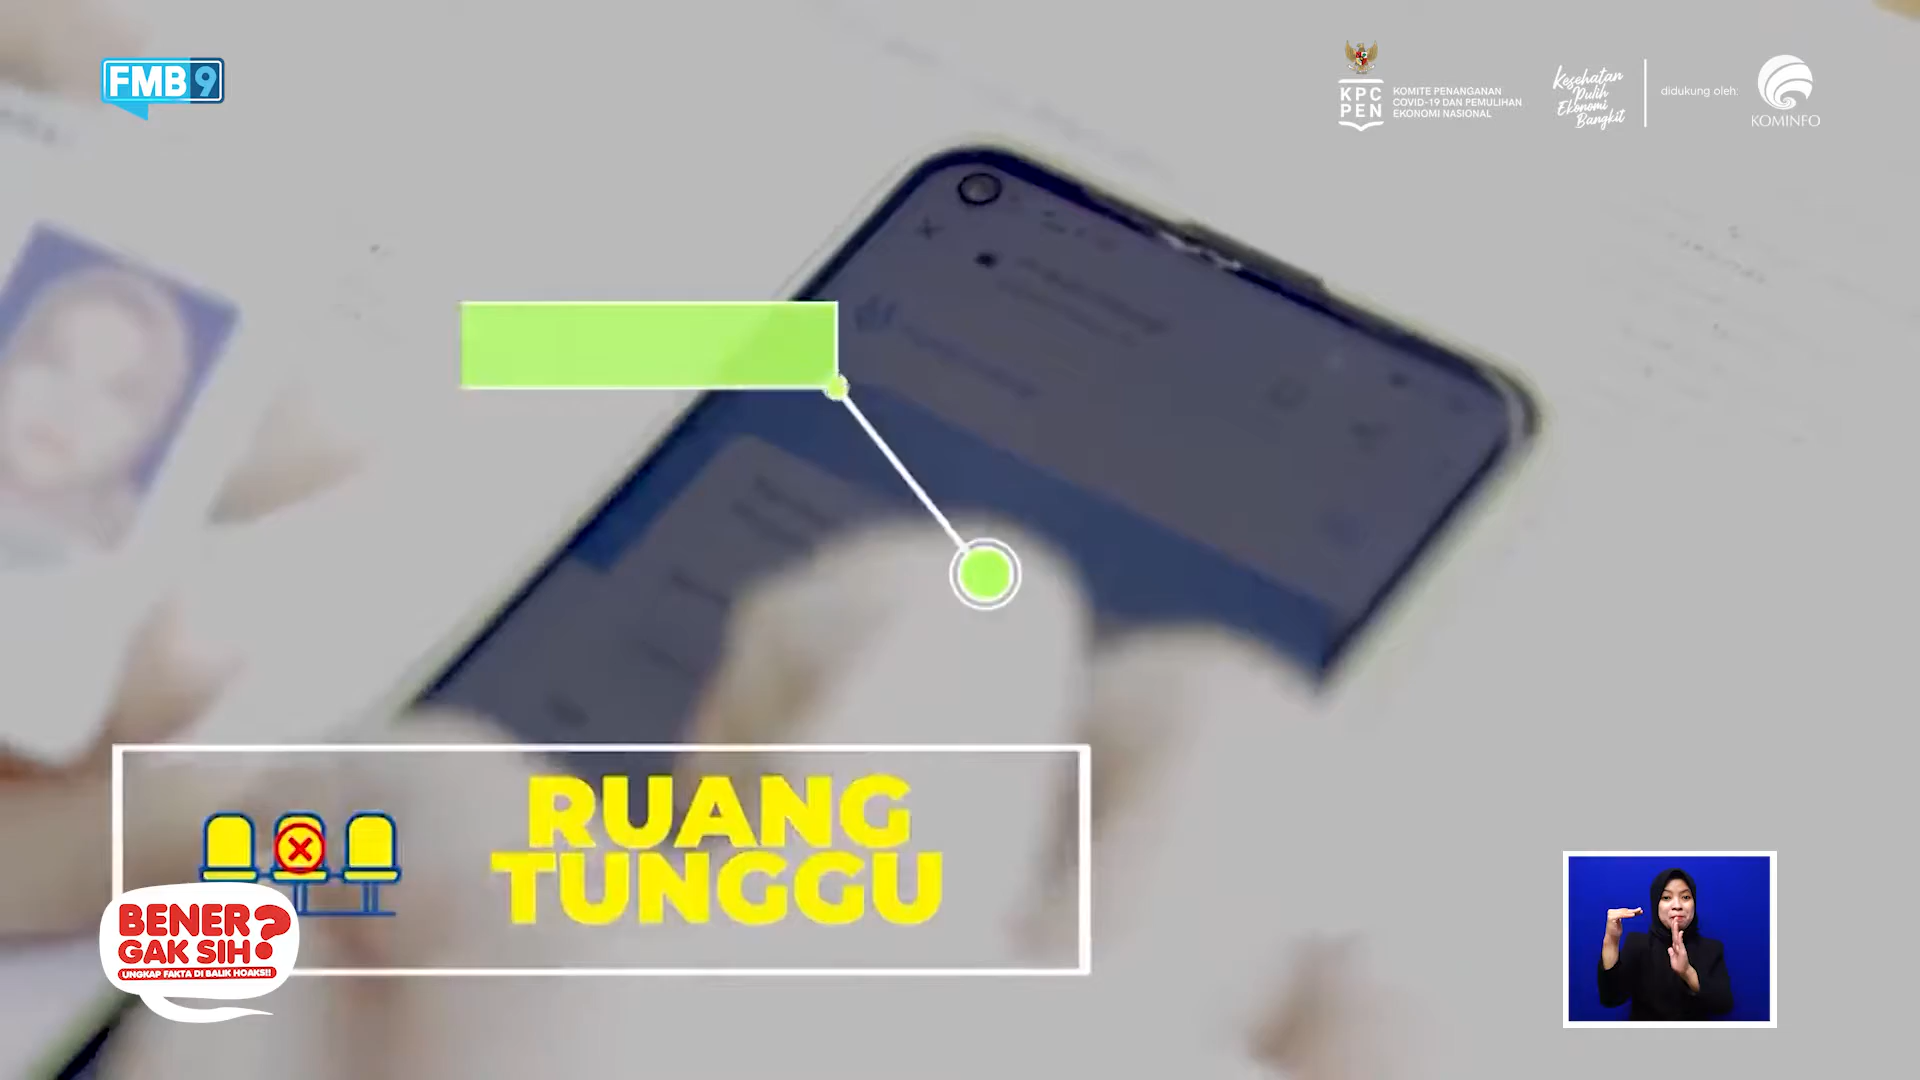 FMB9
KPC
PEN
KOMITE PENANGANAN
COVID-19 DAN PEMULIHAN
EKONOMI NASIONAL
Kesehatan
Pulih
Ekonomi
Bangkit
didukung oleh:
KOMINFO
RUANG
TUNGGU
BENER
GAK SIH?
UNGKAP FAKTA DI BALIK HOAKS!!